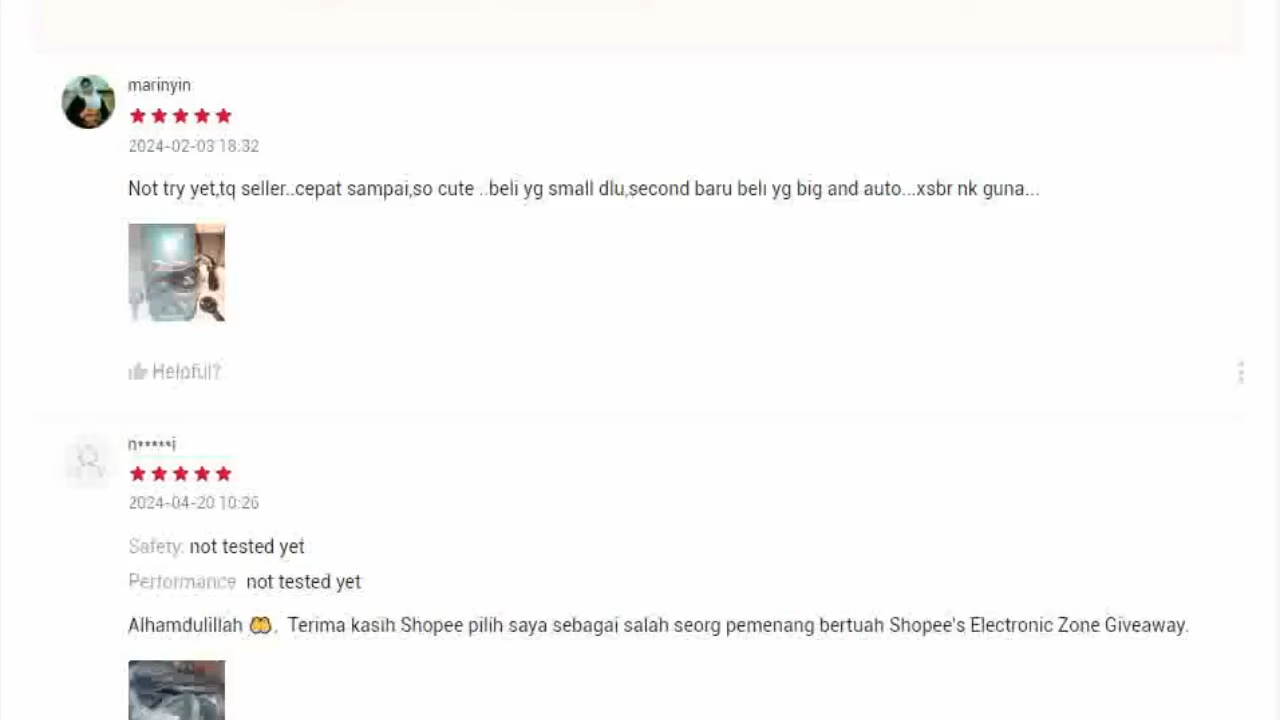 marinyin
2024-02-03 18:32
Not try yet,tq seller..cepat sampai,so cute ..beli yg small dlu,second baru beli yg big and auto...xsbr nk guna...
Helpful?
n*****i
2024-04-20 10:26
Safety: not tested yet
Performance: not tested yet
Alhamdulillah 🤲. Terima kasih Shopee pilih saya sebagai salah seorg pemenang bertuah Shopee's Electronic Zone Giveaway.